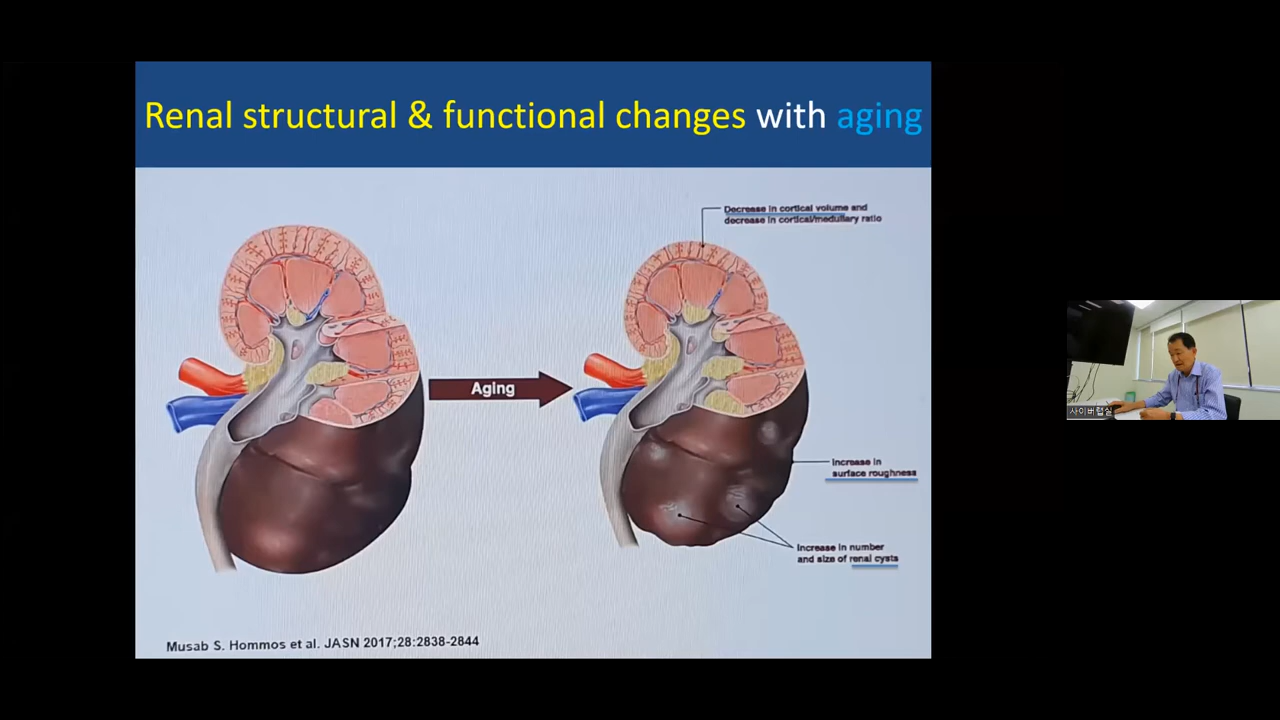 Renal structural & functional changes with aging
Decrease in cortical volume and
decrease in cortical/medullary ratio
Aging
Increase in
surface roughness
Increase in number
and size of renal cysts
Musab S. Hommos et al. JASN 2017;28:2838-2844
사이버랩실